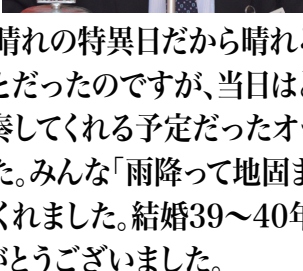 晴れの特異日だから晴れ
とだったのですが、当日は
奏してくれる予定だったオ
た。みんな「雨降って地固ま
くれました。結婚39〜40年
がとうございました。